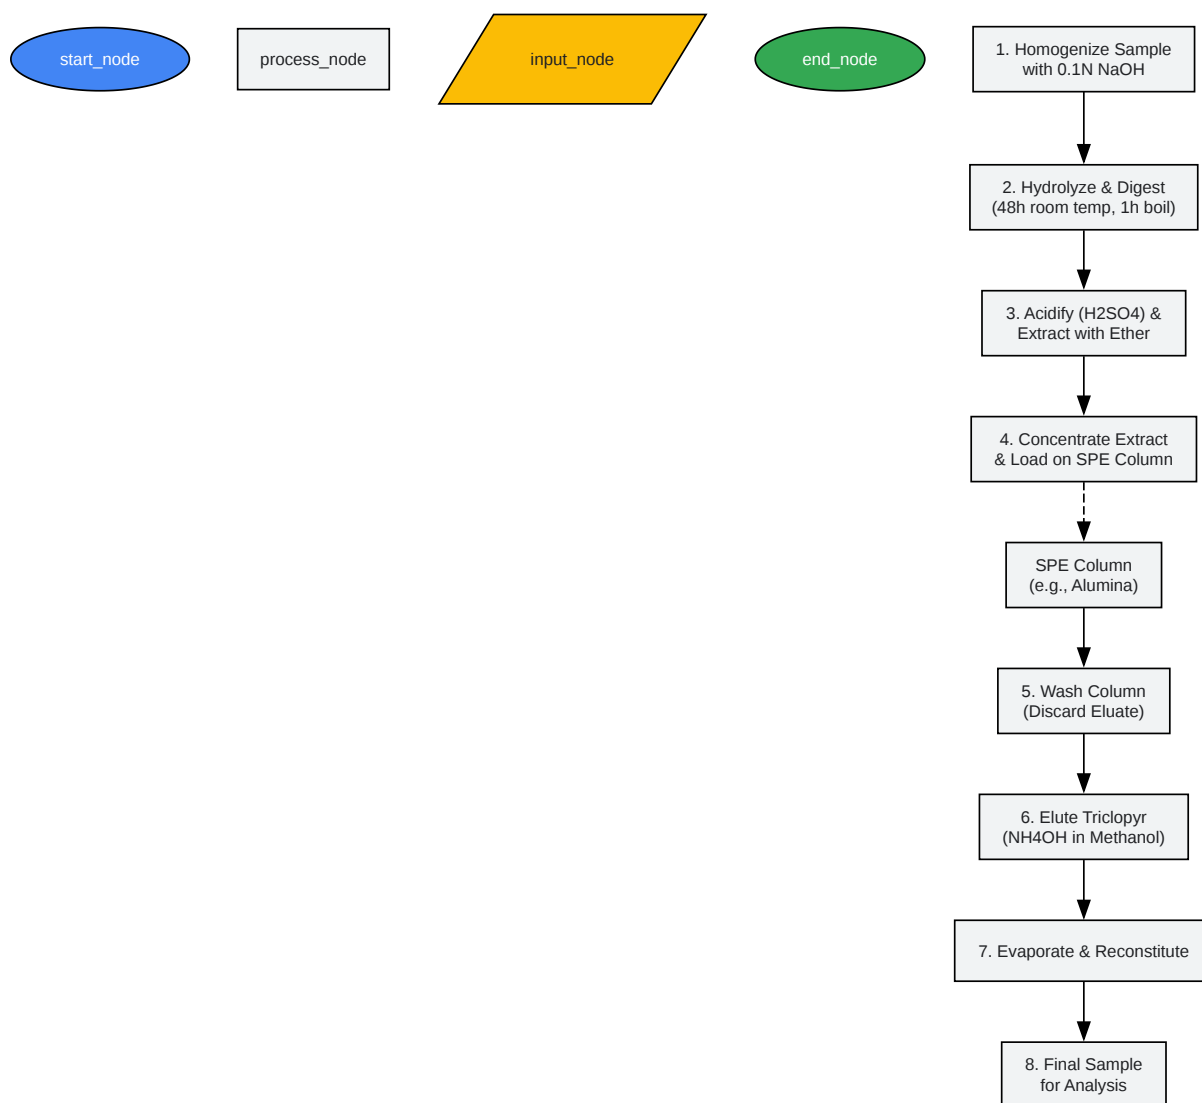 start_node
process_node
input_node
end_node
1. Homogenize Sample
with 0.1N NaOH
2. Hydrolyze & Digest
(48h room temp, 1h boil)
3. Acidify (H2SO4) &
Extract with Ether
4. Concentrate Extract
& Load on SPE Column
SPE Column
(e.g., Alumina)
5. Wash Column
(Discard Eluate)
6. Elute Triclopyr
(NH4OH in Methanol)
7. Evaporate & Reconstitute
8. Final Sample
for Analysis